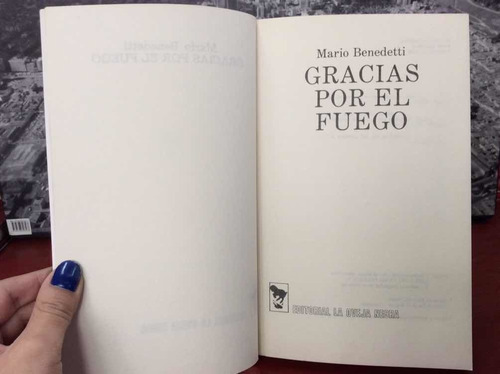 Mario Benedetti
GRACIAS
POR EL
FUEGO
EDITORIAL LA OVEJA NEGRA